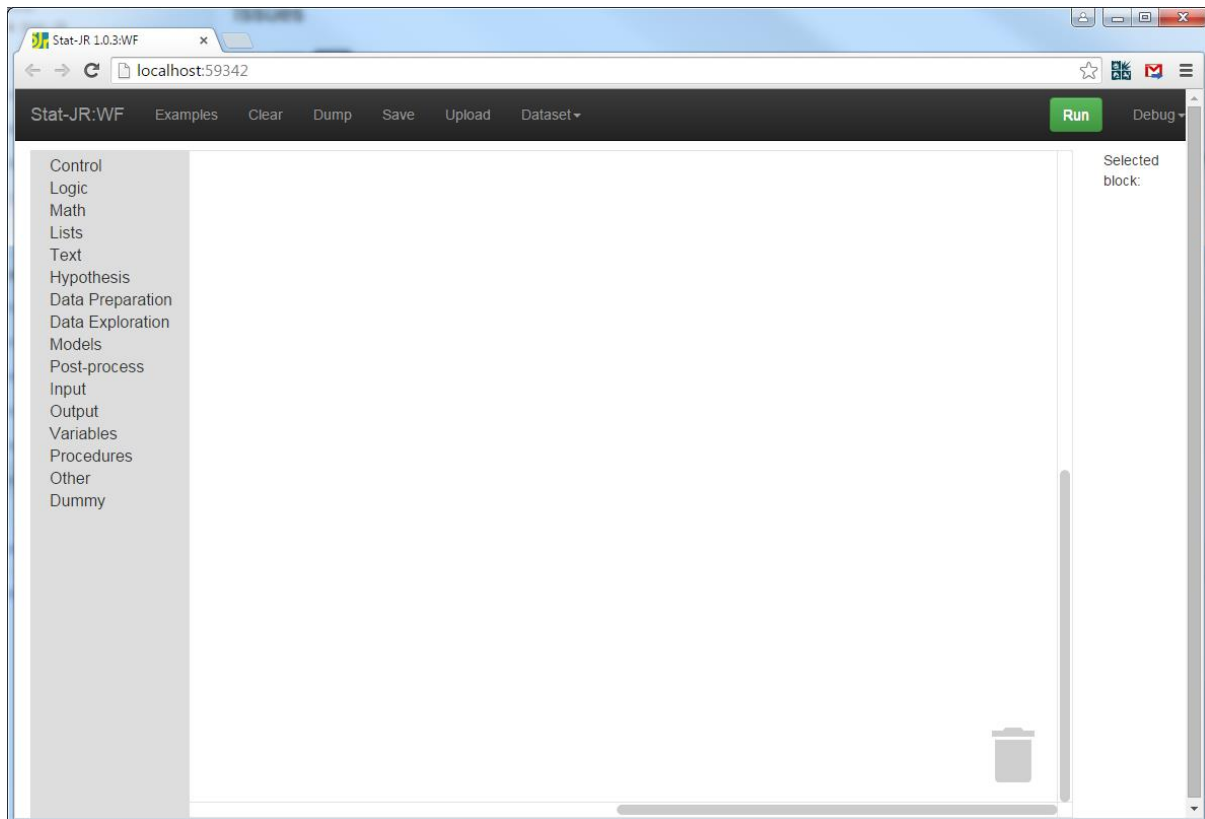 issues
Stat-JR 1.0.3:WF
localhost:59342
Stat-JR:WF Examples Clear Dump Save Upload Dataset Run Debug
Control
Logic
Math
Lists
Text
Hypothesis
Data Preparation
Data Exploration
Models
Post-process
Input
Output
Variables
Procedures
Other
Dummy
Selected
block: